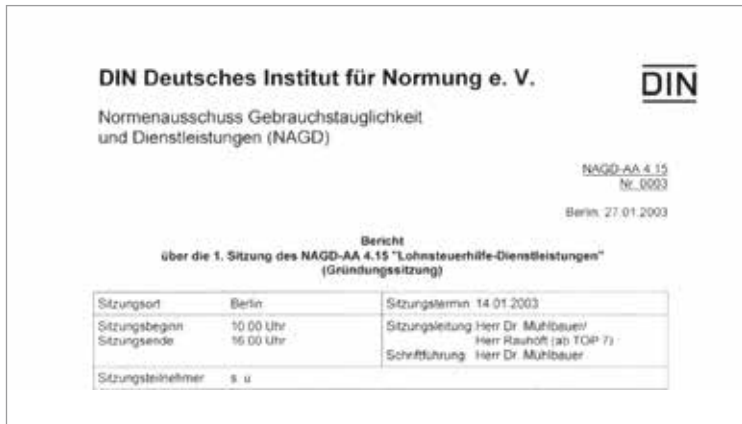 DIN Deutsches Institut für Normung e. V.
DIN
Normenausschuss Gebrauchstauglichkeit
und Dienstleistungen (NAGD)
NAGD-AA 4.15
Nr. 0003
Berlin, 27.01.2003
Bericht
über die 1. Sitzung des NAGD-AA 4.15 "Lohnsteuerhilfe-Dienstleistungen"
(Gründungssitzung)
Sitzungsort Berlin Sitzungstermin 14.01.2003
Sitzungsbeginn 10.00 Uhr Sitzungsleitung Herr Dr. Mühlbauer/
Sitzungsende 16.00 Uhr Herr Rauhöft (ab TOP 7)
Schriftführung Herr Dr. Mühlbauer
Sitzungsteilnehmer s. u.